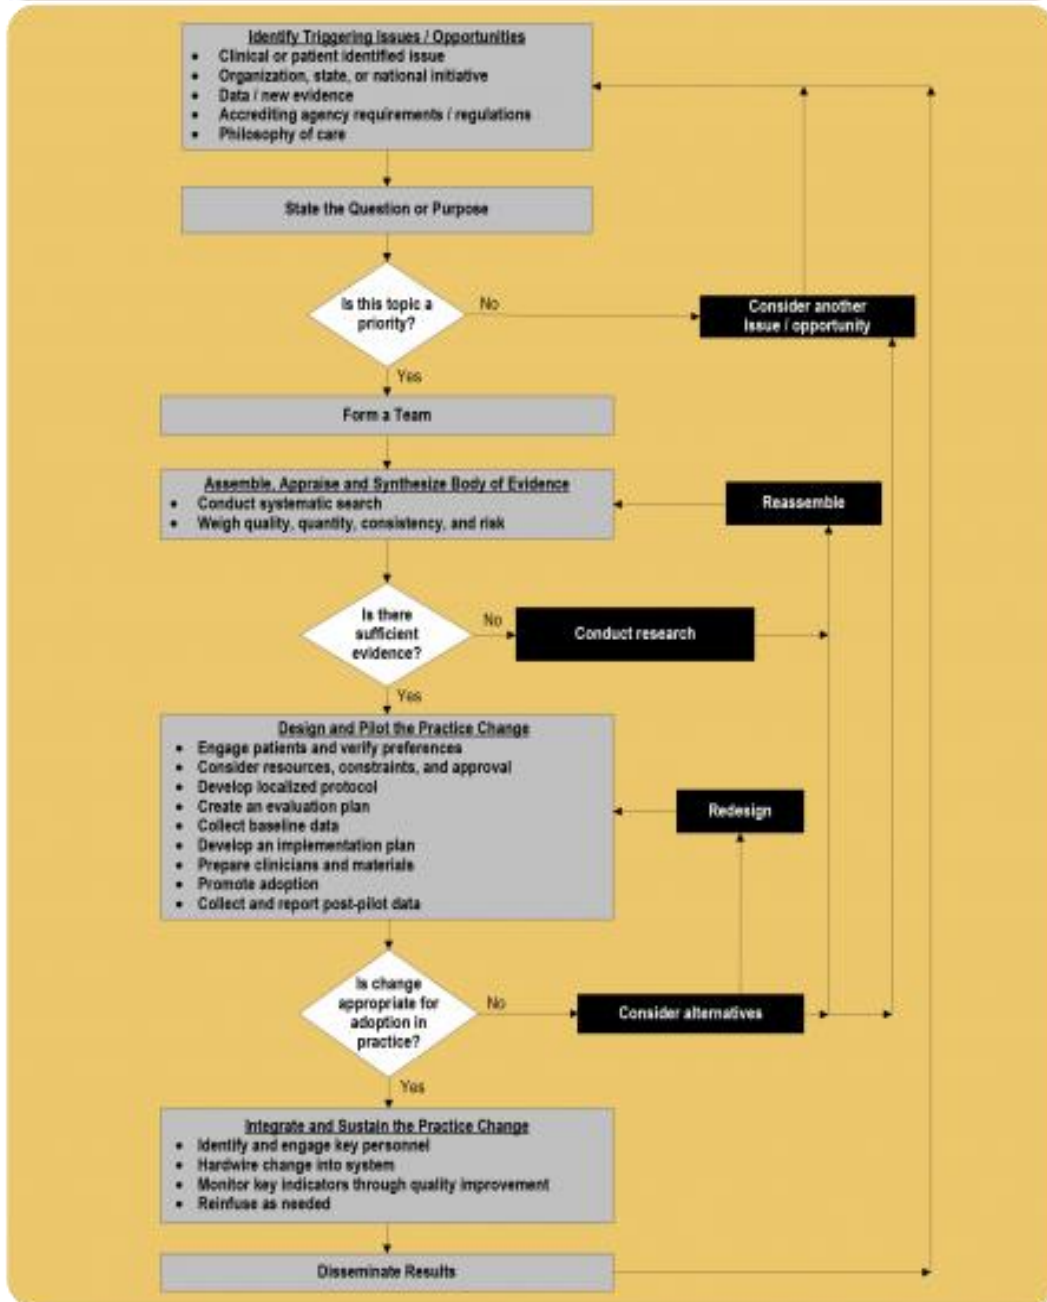 Identify Triggering Issues / Opportunities
• Clinical or patient identified issue
• Organization, state, or national initiative
• Data / new evidence
• Accrediting agency requirements / regulations
• Philosophy of care
State the Question or Purpose
Is this topic a
priority?
No
Consider another
Issue / opportunity
Yes
Form a Team
Assemble, Appraise and Synthesize Body of Evidence
• Conduct systematic search
• Weigh quality, quantity, consistency, and risk
Reassemble
Is there
sufficient
evidence?
No
Conduct research
Yes
Design and Pilot the Practice Change
• Engage patients and verify preferences
• Consider resources, constraints, and approval
• Develop localized protocol
• Create an evaluation plan
• Collect baseline data
• Develop an implementation plan
• Prepare clinicians and materials
• Promote adoption
• Collect and report post-pilot data
Redesign
Is change
appropriate for
adoption in
practice?
No
Consider alternatives
Yes
Integrate and Sustain the Practice Change
• Identify and engage key personnel
• Hardwire change into system
• Monitor key indicators through quality improvement
• Reinfuse as needed
Disseminate Results